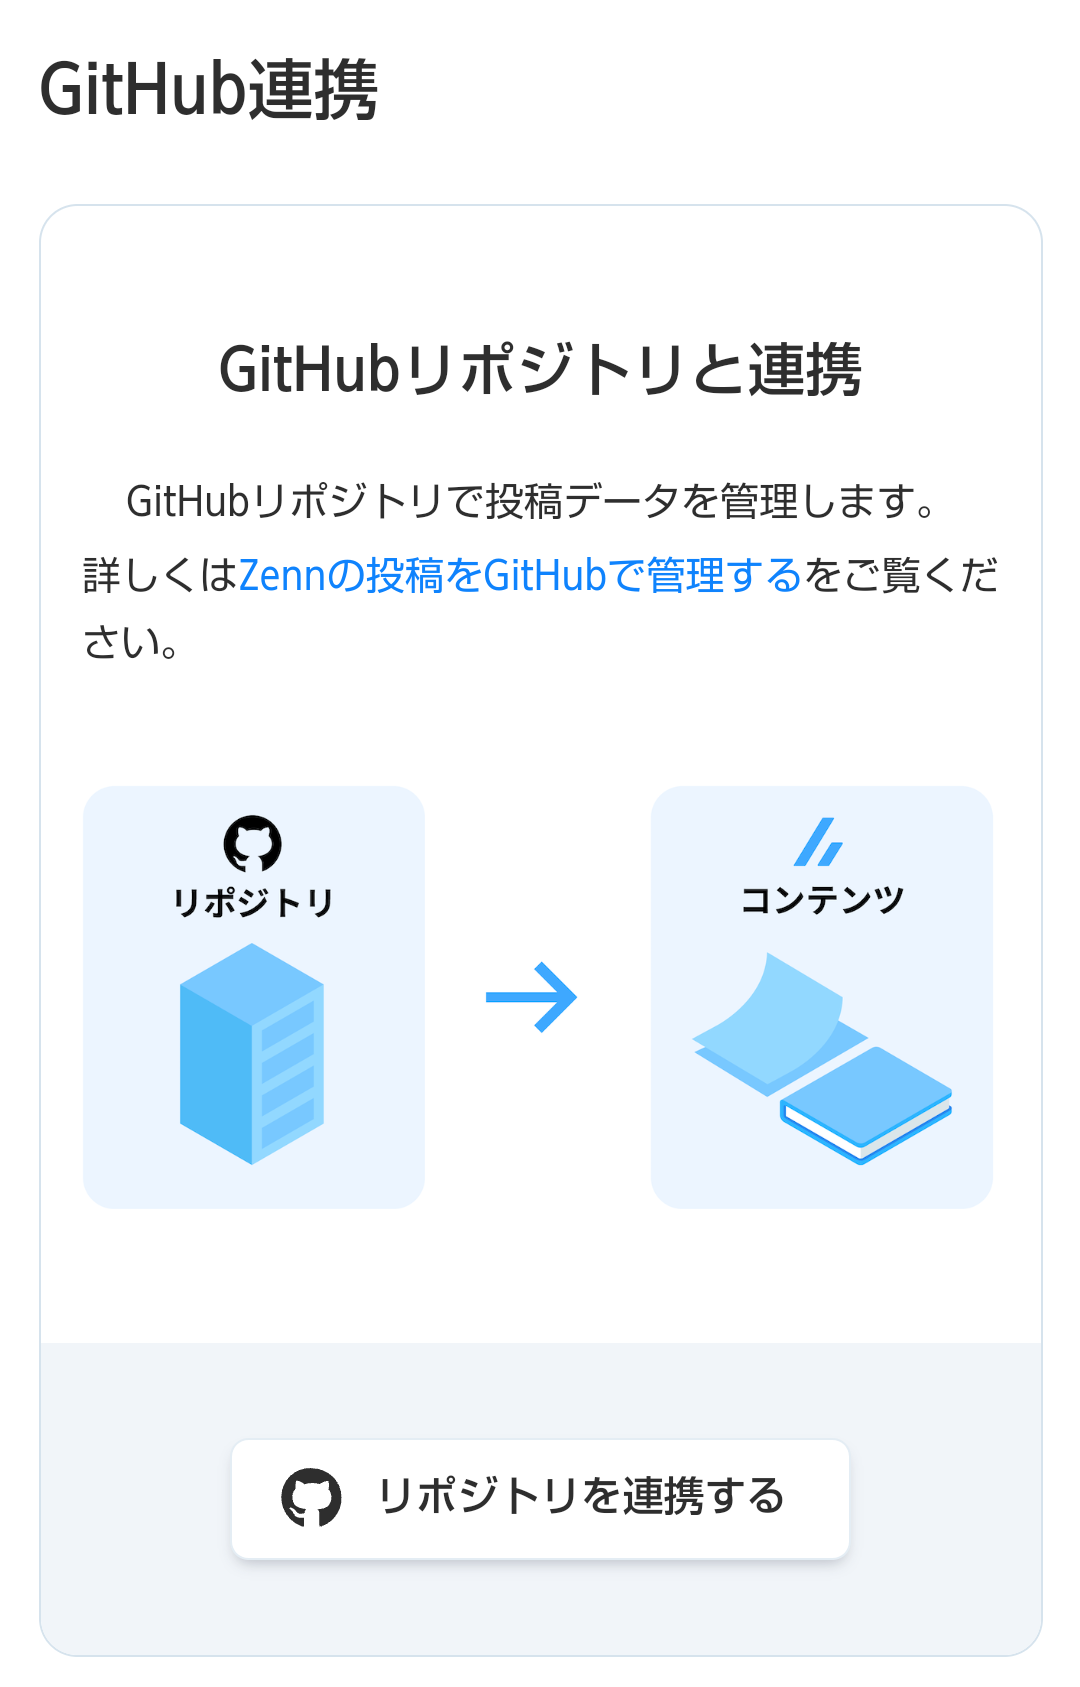 GitHub連携
GitHubリポジトリと連携
GitHubリポジトリで投稿データを管理します。
詳しくはZennの投稿をGitHubで管理するをご覧くだ
さい。
リポジトリ
コンテンツ
リポジトリを連携する